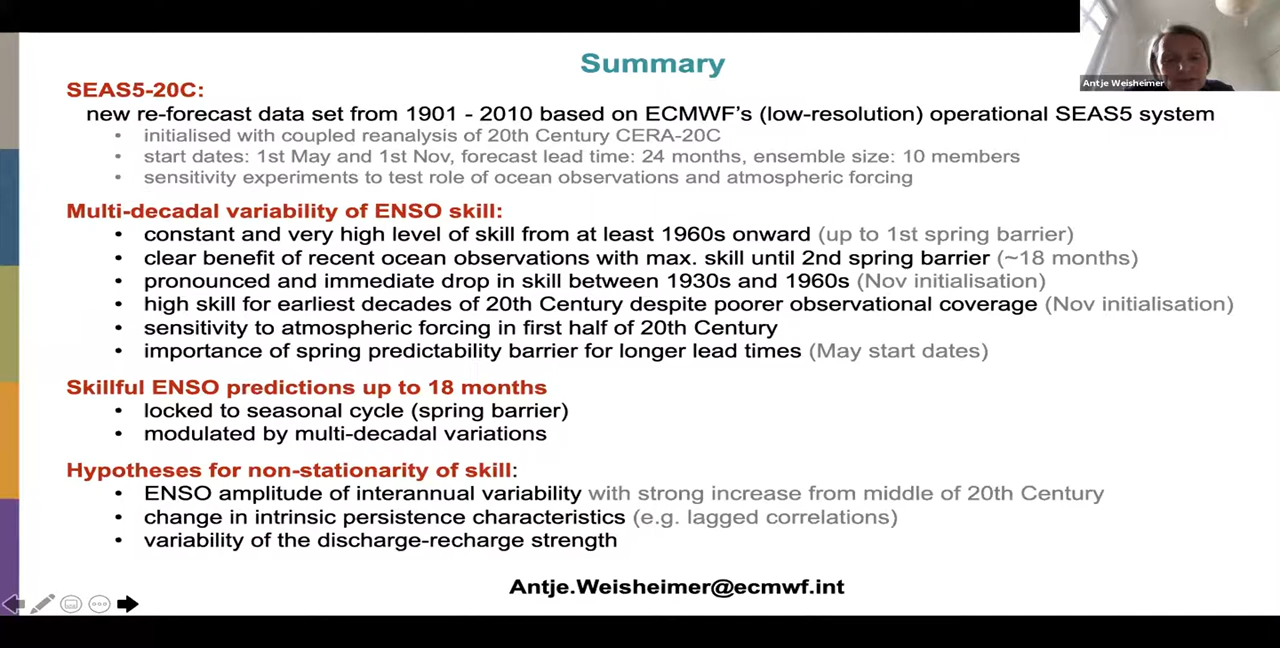 Summary
Antje Weisheimer
SEAS5-20C:
new re-forecast data set from 1901 - 2010 based on ECMWF's (low-resolution) operational SEAS5 system
• initialised with coupled reanalysis of 20th Century CERA-20C
• start dates: 1st May and 1st Nov, forecast lead time: 24 months, ensemble size: 10 members
• sensitivity experiments to test role of ocean observations and atmospheric forcing
Multi-decadal variability of ENSO skill:
• constant and very high level of skill from at least 1960s onward (up to 1st spring barrier)
• clear benefit of recent ocean observations with max. skill until 2nd spring barrier (~18 months)
• pronounced and immediate drop in skill between 1930s and 1960s (Nov initialisation)
• high skill for earliest decades of 20th Century despite poorer observational coverage (Nov initialisation)
• sensitivity to atmospheric forcing in first half of 20th Century
• importance of spring predictability barrier for longer lead times (May start dates)
Skillful ENSO predictions up to 18 months
• locked to seasonal cycle (spring barrier)
• modulated by multi-decadal variations
Hypotheses for non-stationarity of skill:
• ENSO amplitude of interannual variability with strong increase from middle of 20th Century
• change in intrinsic persistence characteristics (e.g. lagged correlations)
• variability of the discharge-recharge strength
Antje.Weisheimer@ecmwf.int